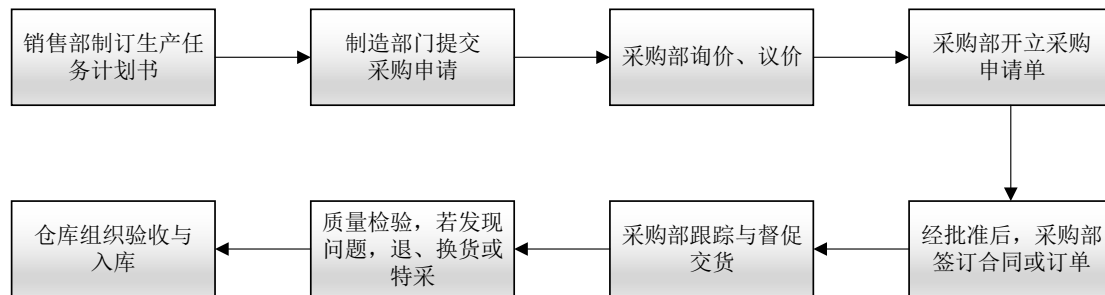 销售部制订生产任
务计划书
制造部门提交
采购申请
采购部询价、议价
采购部开立采购
申请单
经批准后，采购部
签订合同或订单
采购部跟踪与督促
交货
质量检验，若发现
问题，退、换货或
特采
仓库组织验收与
入库